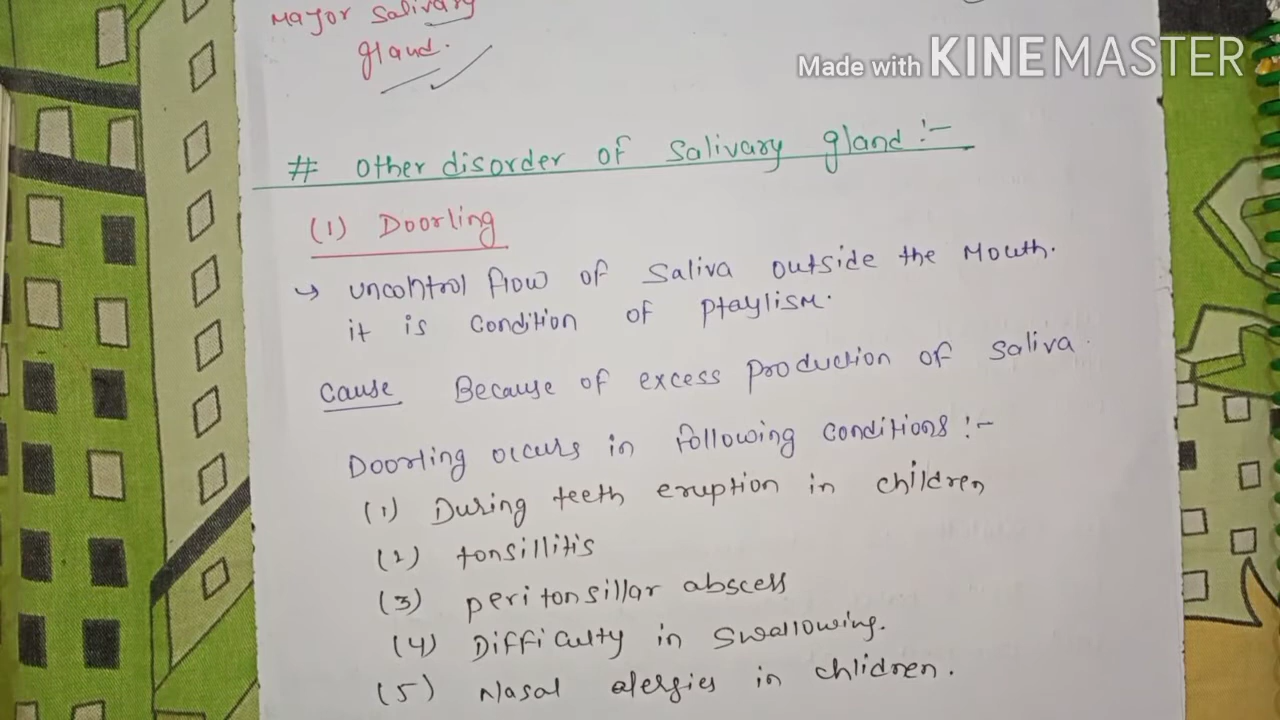 Major Salivary
gland.
Made with KINEMASTER
# Other disorder of Salivary gland :-
(1) Doorling
→ uncontrol flow of saliva outside the Mouth.
it is condition of ptaylism.
Cause Because of excess production of saliva.
Doorling occurs in following conditions :-
(1) During teeth eruption in children
(2) tonsillitis
(3) peritonsillar abscess
(4) Difficulty in swallowing.
(5) Nasal alergies in chlidren.